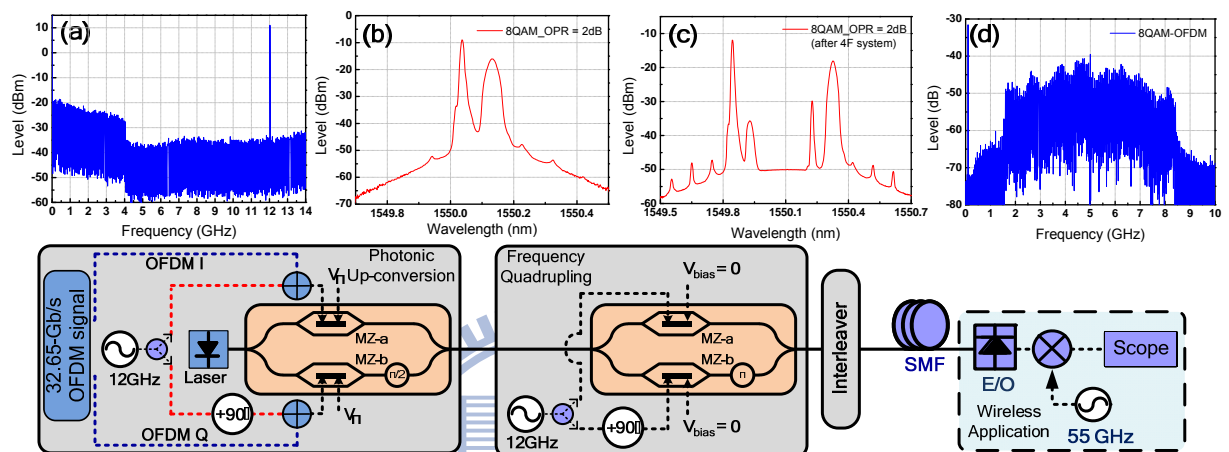 (a)
Level (dBm)
0
-10
-20
-30
-40
-50
-60
0 1 2 3 4 5 6 7 8 9 10 11 12 13 14
Frequency (GHz)
(b)
8QAM_OPR = 2dB
Level (dBm)
0
-10
-20
-30
-40
-50
-60
-70
1549.8 1550.0 1550.2 1550.4
Wavelength (nm)
(c)
8QAM_OPR = 2dB
(after 4F system)
Level (dBm)
0
-10
-20
-30
-40
-50
-60
1549.5 1549.8 1550.1 1550.4 1550.7
Wavelength (nm)
(d)
8QAM-OFDM
Level (dB)
-30
-40
-50
-60
-70
-80
0 1 2 3 4 5 6 7 8 9 10
Frequency (GHz)
32.65-Gb/s
OFDM signal
OFDM I
Photonic
Up-conversion
VΠ
12GHz
Laser
MZ-a
MZ-b
π/2
+90▯
VΠ
OFDM Q
Frequency
Quadrupling
Vbias= 0
MZ-a
MZ-b
π
12GHz
+90▯
Vbias= 0
Interleaver
SMF
E/O
Scope
Wireless
Application
55 GHz